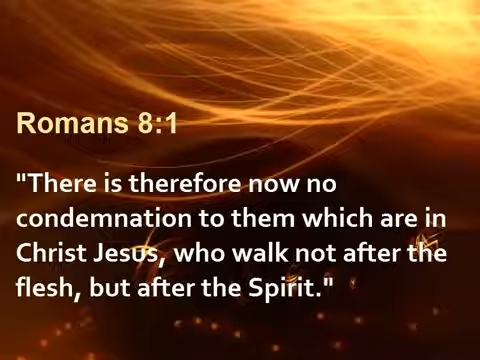 Romans 8:1
"There is therefore now no
condemnation to them which are in
Christ Jesus, who walk not after the
flesh, but after the Spirit."